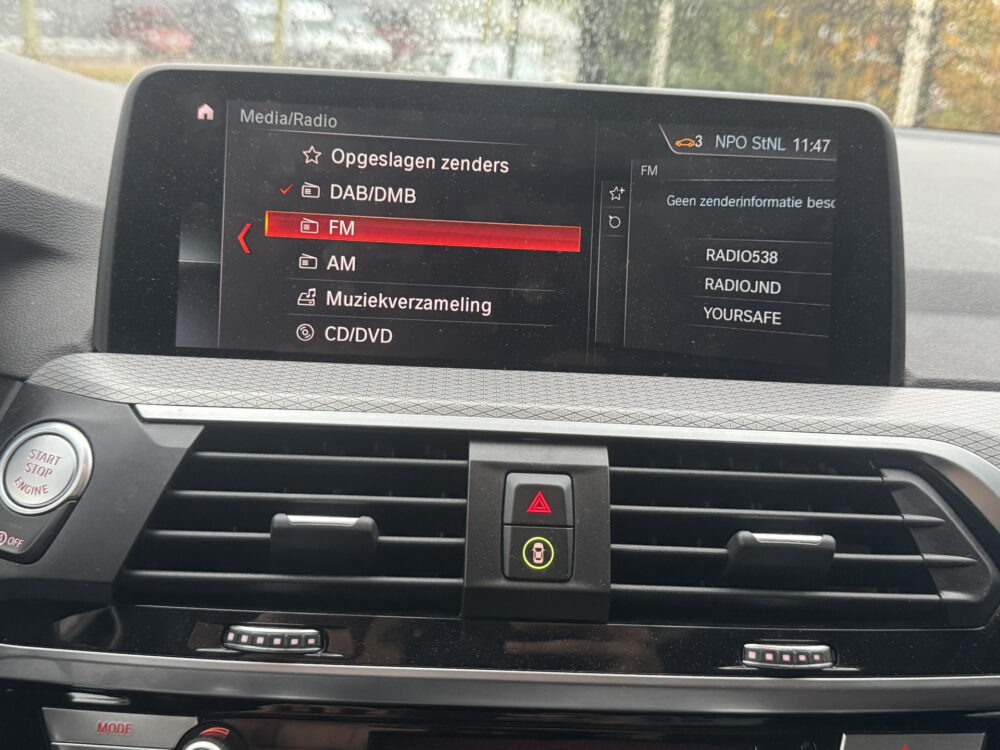 Media/Radio
3 NPO StNL 11:47
Opgeslagen zenders
DAB/DMB
FM
AM
Muziekverzameling
CD/DVD
FM
Geen zenderinformatie besc
RADIO538
RADIOJND
YOURSAFE
START
STOP
ENGINE
OFF
MODE